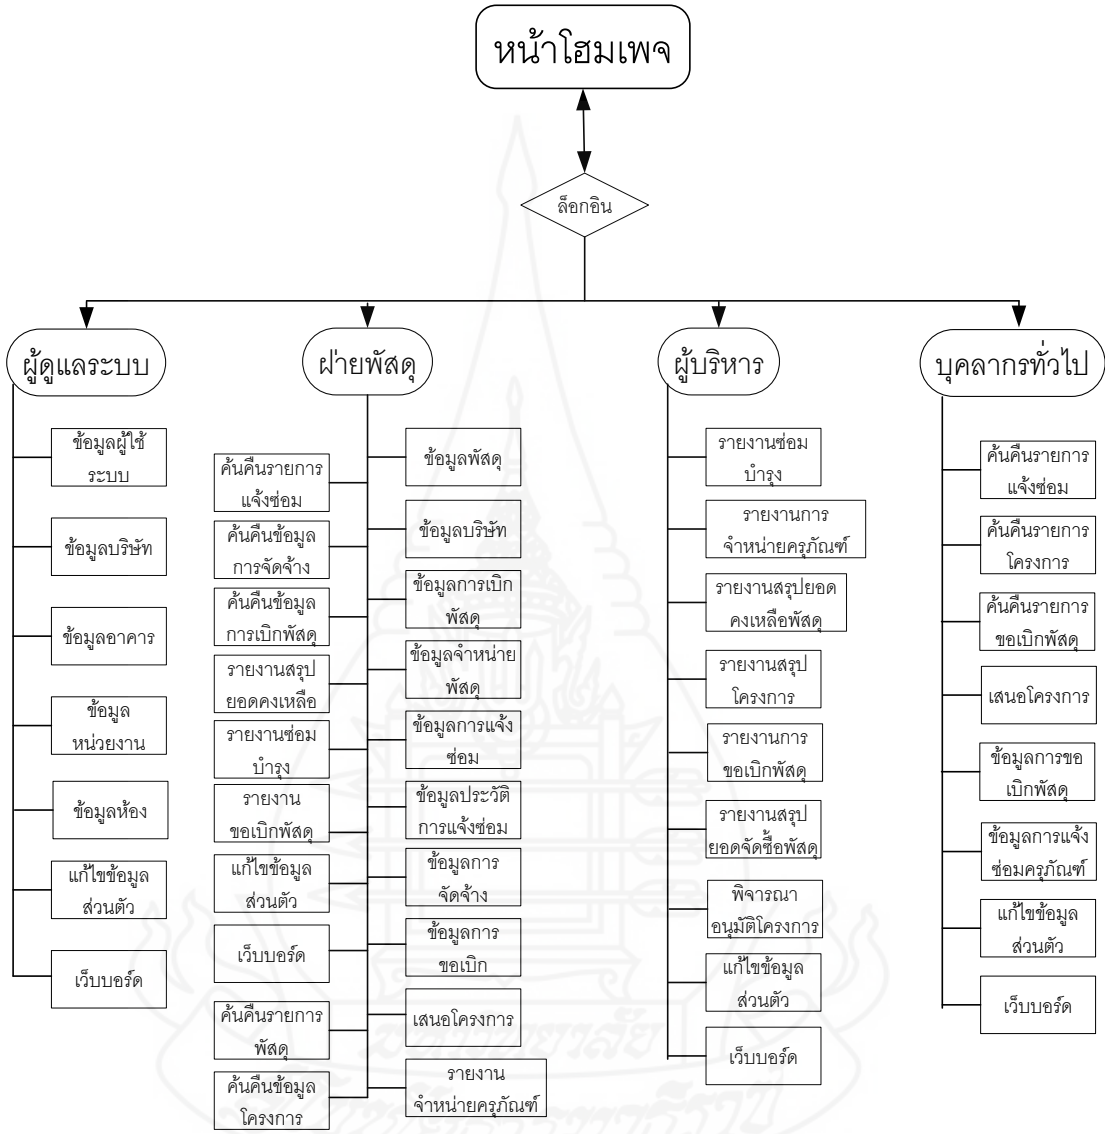 หน้าโฮมเพจ
ล็อกอิน
ผู้ดูแลระบบ
ข้อมูลผู้ใช้
ระบบ
ข้อมูลบริษัท
ข้อมูลอาคาร
ข้อมูล
หน่วยงาน
ข้อมูลห้อง
แก้ไขข้อมูล
ส่วนตัว
เว็บบอร์ด
ฝ่ายพัสดุ
ค้นคืนรายการ
แจ้งซ่อม
ค้นคืนข้อมูล
การจัดจ้าง
ค้นคืนข้อมูล
การเบิกพัสดุ
รายงานสรุป
ยอดคงเหลือ
รายงานซ่อม
บำรุง
รายงาน
ขอเบิกพัสดุ
แก้ไขข้อมูล
ส่วนตัว
เว็บบอร์ด
ค้นคืนรายการ
พัสดุ
ค้นคืนข้อมูล
โครงการ
ข้อมูลพัสดุ
ข้อมูลบริษัท
ข้อมูลการเบิก
พัสดุ
ข้อมูลจำหน่าย
พัสดุ
ข้อมูลการแจ้ง
ซ่อม
ข้อมูลประวัติ
การแจ้งซ่อม
ข้อมูลการ
จัดจ้าง
ข้อมูลการ
ขอเบิก
เสนอโครงการ
รายงาน
จำหน่ายครุภัณฑ์
ผู้บริหาร
รายงานซ่อม
บำรุง
รายงานการ
จำหน่ายครุภัณฑ์
รายงานสรุปยอด
คงเหลือพัสดุ
รายงานสรุป
โครงการ
รายงานการ
ขอเบิกพัสดุ
รายงานสรุป
ยอดจัดซื้อพัสดุ
พิจารณา
อนุมัติโครงการ
แก้ไขข้อมูล
ส่วนตัว
เว็บบอร์ด
บุคลากรทั่วไป
ค้นคืนรายการ
แจ้งซ่อม
ค้นคืนรายการ
โครงการ
ค้นคืนรายการ
ขอเบิกพัสดุ
เสนอโครงการ
ข้อมูลการขอ
เบิกพัสดุ
ข้อมูลการแจ้ง
ซ่อมครุภัณฑ์
แก้ไขข้อมูล
ส่วนตัว
เว็บบอร์ด